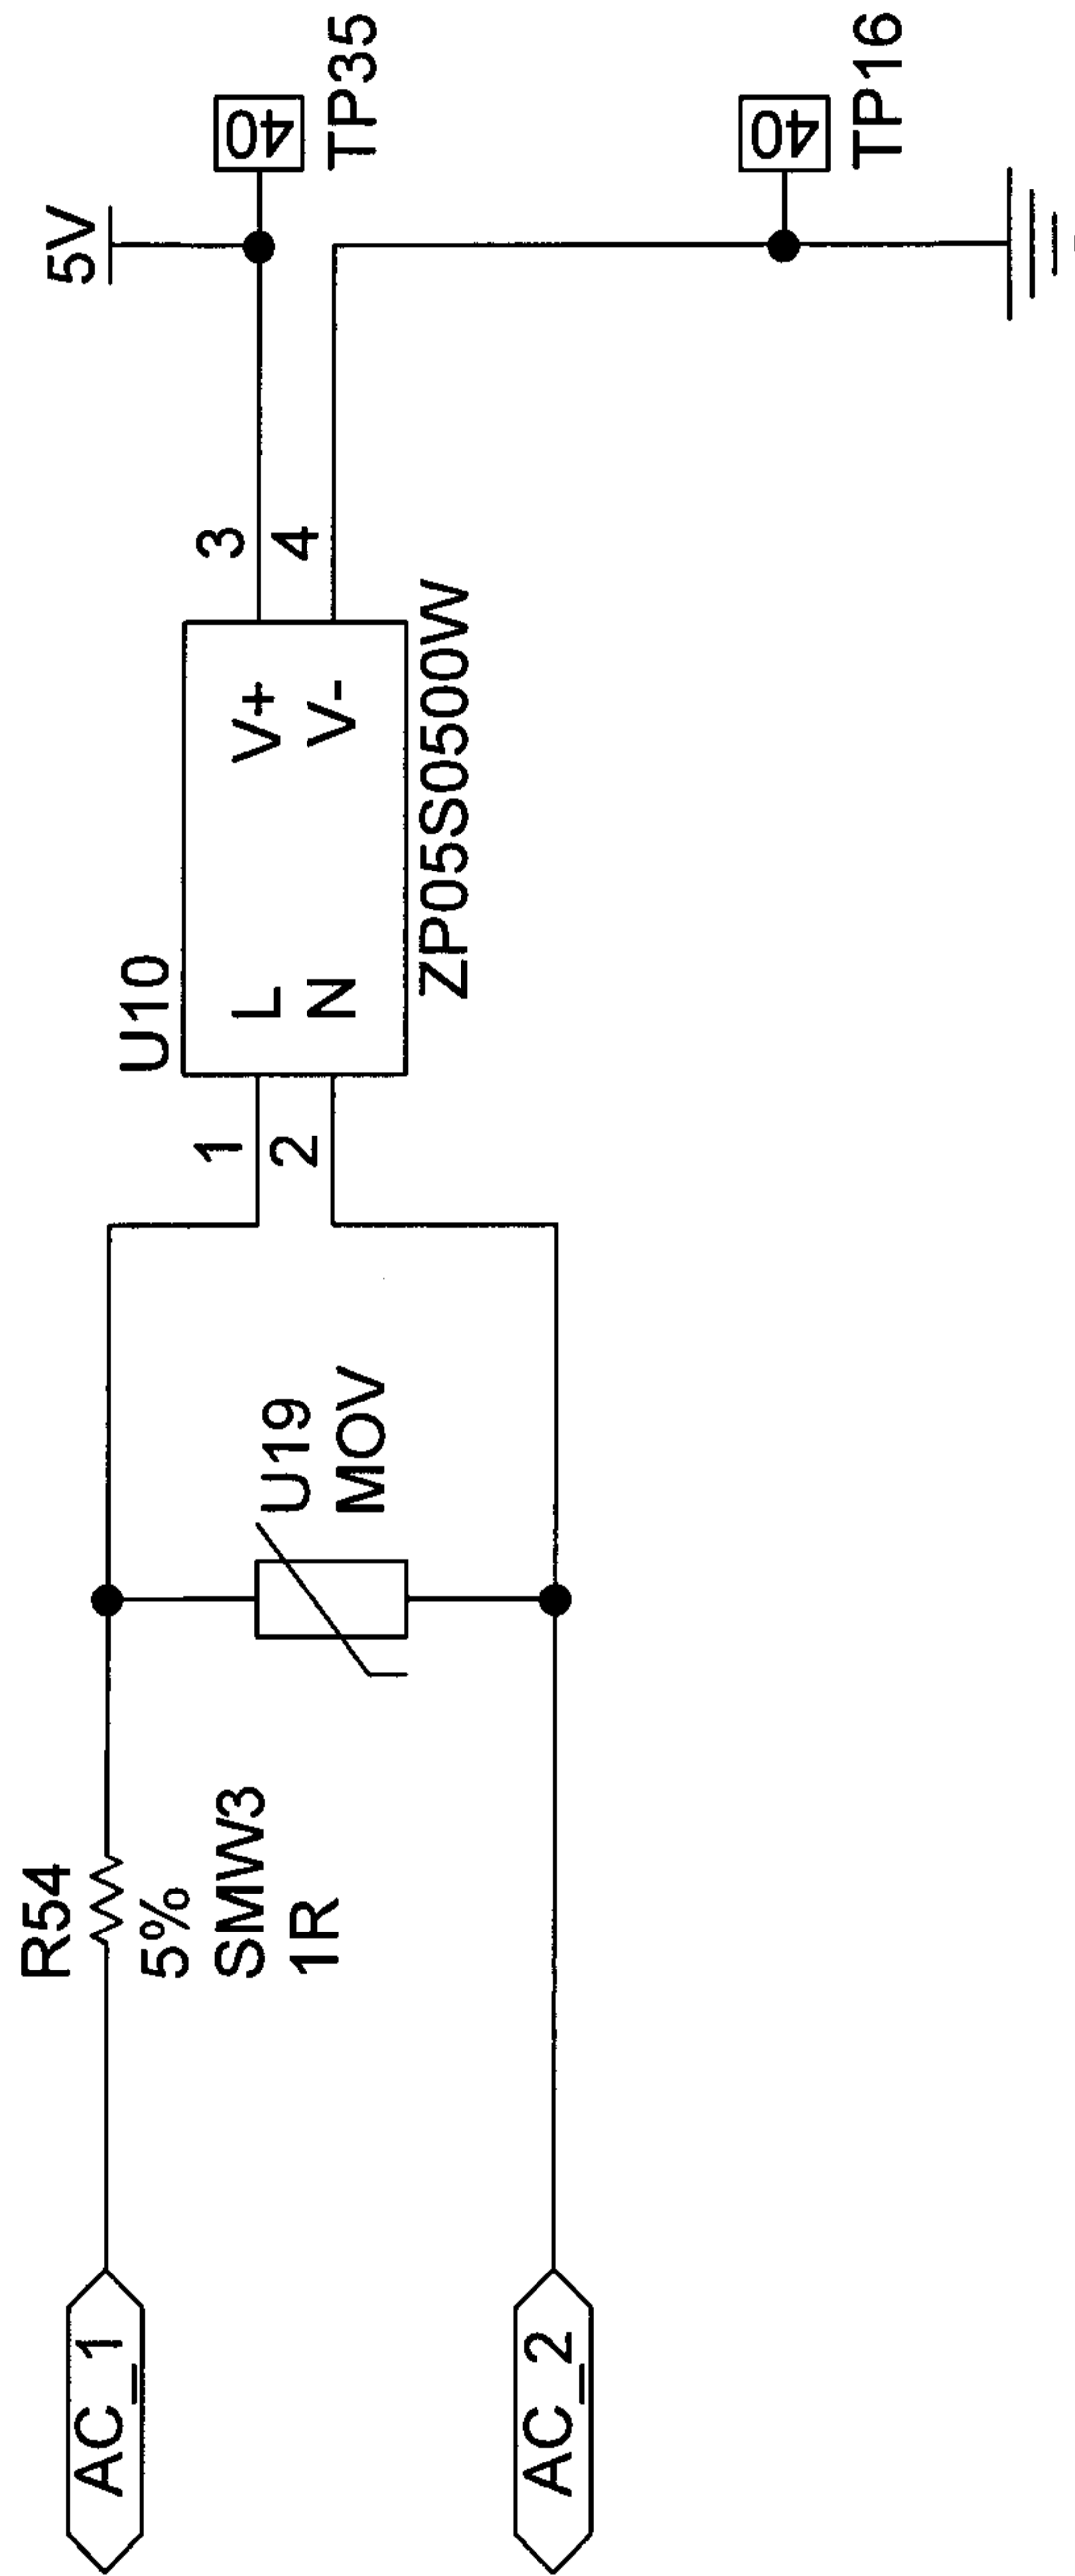 AC_1
AC_2
R54
5%
SMW3
1R
U19
MOV
1
2
U10
L
N
V+
V-
ZP05S0500W
3
4
5V
40
TP35
40
TP16